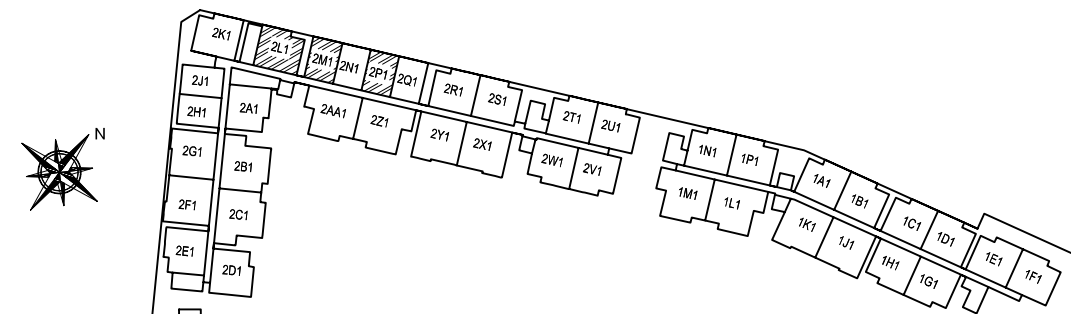 2K1
2L1
2M1
2N1
2P1
2Q1
2R1
2S1
2T1
2U1
1N1
1P1
1A1
1B1
1C1
1D1
1E1
1F1
2J1
2H1
2A1
2AA1
2Z1
2Y1
2X1
2W1
2V1
1M1
1L1
1K1
1J1
1H1
1G1
N
2G1
2B1
2F1
2C1
2E1
2D1